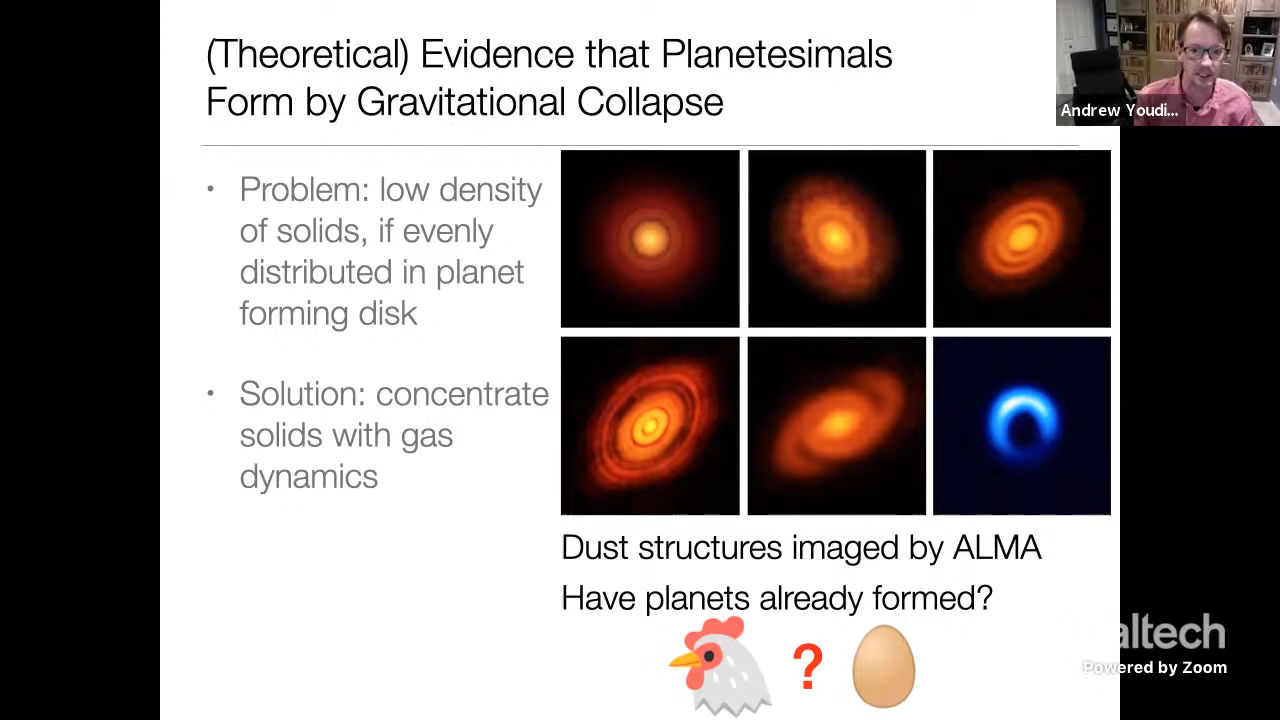 (Theoretical) Evidence that Planetesimals
Form by Gravitational Collapse
Andrew Youdi...
• Problem: low density
of solids, if evenly
distributed in planet
forming disk
• Solution: concentrate
solids with gas
dynamics
Dust structures imaged by ALMA
Have planets already formed?
?
altech
Powered by Zoom